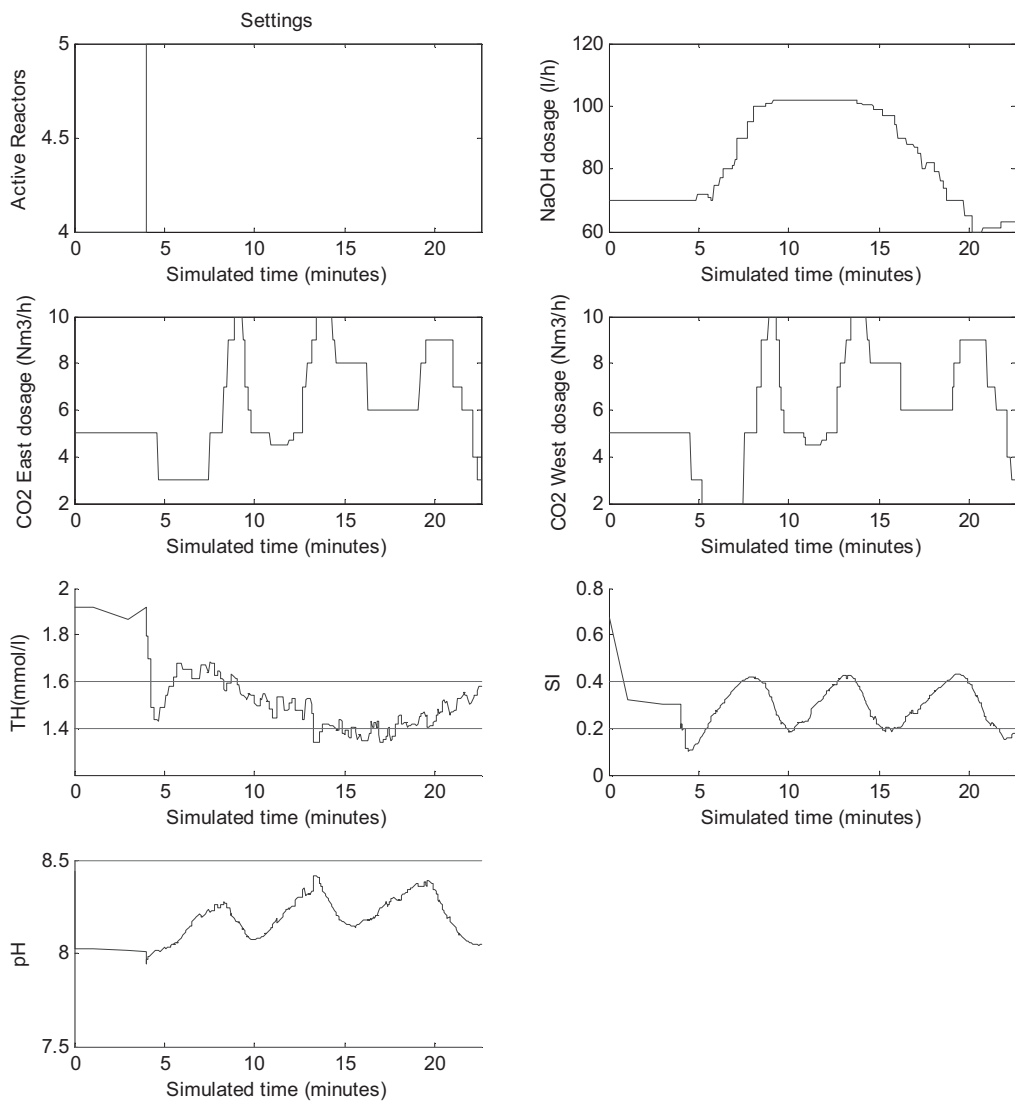 Settings
Active Reactors
5
4.5
4
0 5 10 15 20
Simulated time (minutes)
NaOH dosage (l/h)
120
100
80
60
0 5 10 15 20
Simulated time (minutes)
CO2 East dosage (Nm3/h)
10
8
6
4
2
0 5 10 15 20
Simulated time (minutes)
CO2 West dosage (Nm3/h)
10
8
6
4
2
0 5 10 15 20
Simulated time (minutes)
TH(mmol/l)
2
1.8
1.6
1.4
0 5 10 15 20
Simulated time (minutes)
SI
0.8
0.6
0.4
0.2
0
0 5 10 15 20
Simulated time (minutes)
pH
8.5
8
7.5
0 5 10 15 20
Simulated time (minutes)